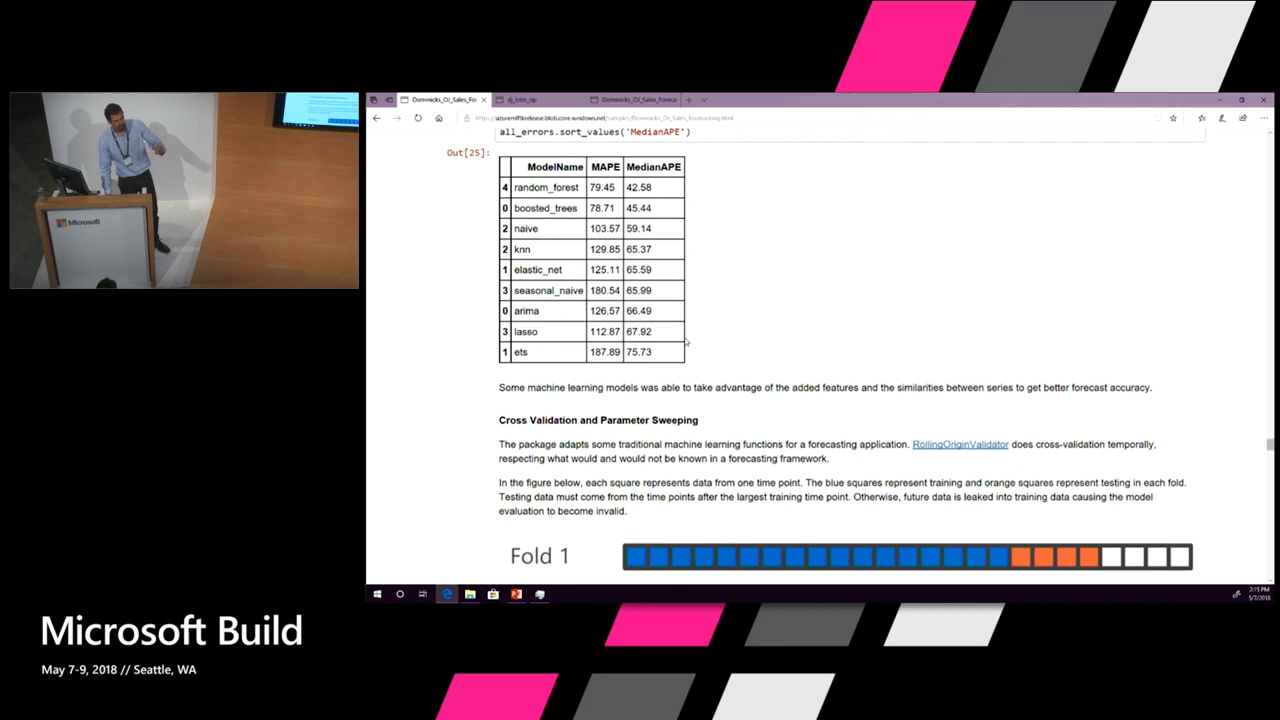 Dominicks_OJ_Sales_Fo
Dominicks_OJ_Sales_Foreca
all_errors.sort_values('MedianAPE')
Out[25]:
ModelName MAPE MedianAPE
4 random_forest 79.45 42.58
0 boosted_trees 78.71 45.44
2 naive 103.57 59.14
2 knn 129.85 65.37
1 elastic_net 125.11 65.59
3 seasonal_naive 180.54 65.99
0 arima 126.57 66.49
3 lasso 112.87 67.92
1 ets 187.89 75.73
Some machine learning models was able to take advantage of the added features and the similarities between series to get better forecast accuracy.
Cross Validation and Parameter Sweeping
The package adapts some traditional machine learning functions for a forecasting application. RollingOriginValidator does cross-validation temporally,
respecting what would and would not be known in a forecasting framework.
In the figure below, each square represents data from one time point. The blue squares represent training and orange squares represent testing in each fold.
Testing data must come from the time points after the largest training time point. Otherwise, future data is leaked into training data causing the model
evaluation to become invalid.
Fold 1
2:15 PM
5/7/2018
Microsoft
Microsoft Build
May 7-9, 2018 // Seattle, WA